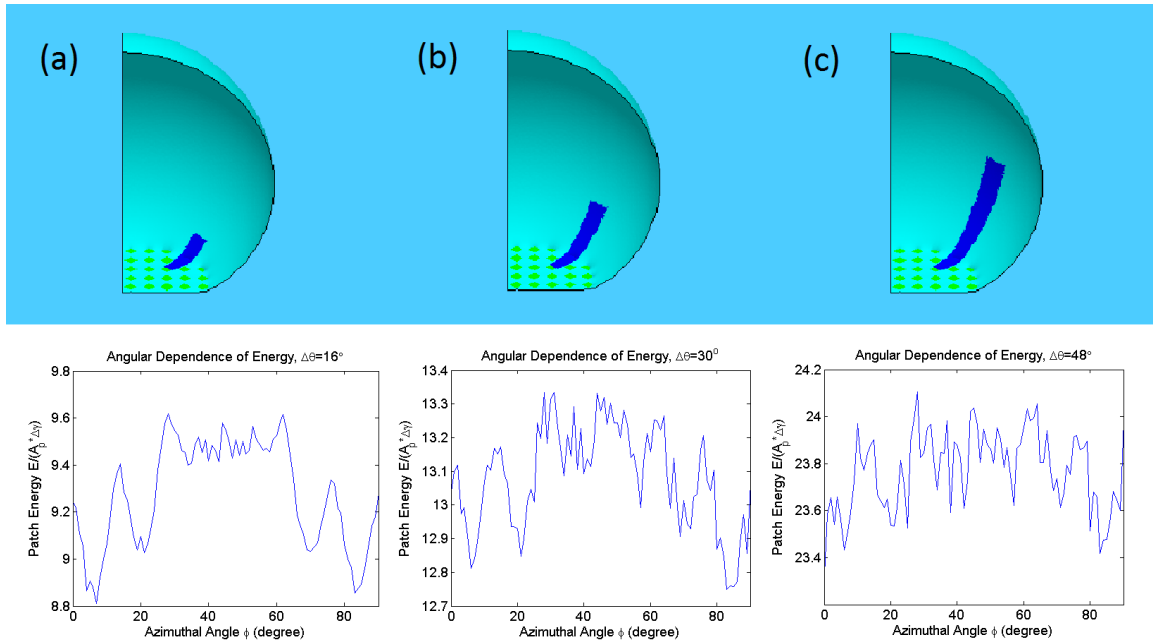 (a)
(b)
(c)
Angular Dependence of Energy, Δθ=16°
Patch Energy E/(A_p*Δγ)
9.8
9.6
9.4
9.2
9
8.8
0 20 40 60 80
Azimuthal Angle ϕ (degree)
Angular Dependence of Energy, Δθ=30⁰
Patch Energy E/(A_p*Δγ)
13.4
13.3
13.2
13.1
13
12.9
12.8
12.7
0 20 40 60 80
Azimuthal Angle ϕ (degree)
Angular Dependence of Energy, Δθ=48°
Patch Energy E/(A_p*Δγ)
24.2
24
23.8
23.6
23.4
0 20 40 60 80
Azimuthal Angle ϕ (degree)